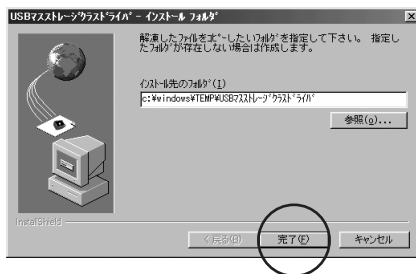 USBﾏｽｽﾄﾚｰｼﾞｸﾗｽﾄﾞﾗｲﾊﾞ - ｲﾝｽﾄｰﾙ ﾌｫﾙﾀﾞ
解凍したﾌｧｲﾙをｺﾋﾟｰしたいﾌｫﾙﾀﾞを指定して下さい。 指定し
たﾌｫﾙﾀﾞが存在しない場合は作成します。
ｲﾝｽﾄｰﾙ先のﾌｫﾙﾀﾞ(I)
c:¥windows¥TEMP¥USBﾏｽｽﾄﾚｰｼﾞｸﾗｽﾄﾞﾗｲﾊﾞ
参照(o)...
InstallShield
< 戻る(B)
完了(F)
キャンセル